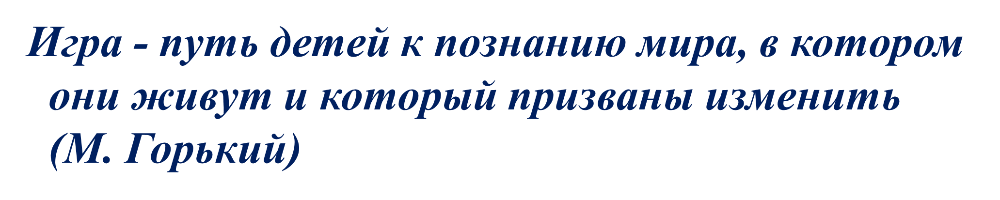 Игра - путь детей к познанию мира, в котором
они живут и который призваны изменить
(М. Горький)